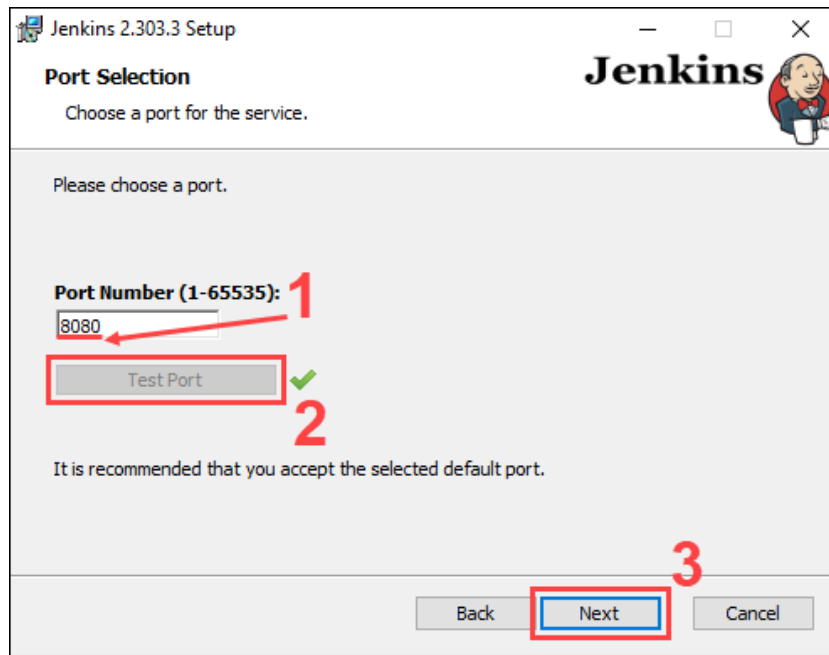 Jenkins 2.303.3 Setup
Port Selection
Jenkins
Choose a port for the service.
Please choose a port.
Port Number (1-65535):
1
8080
Test Port
2
It is recommended that you accept the selected default port.
3
Back Next Cancel